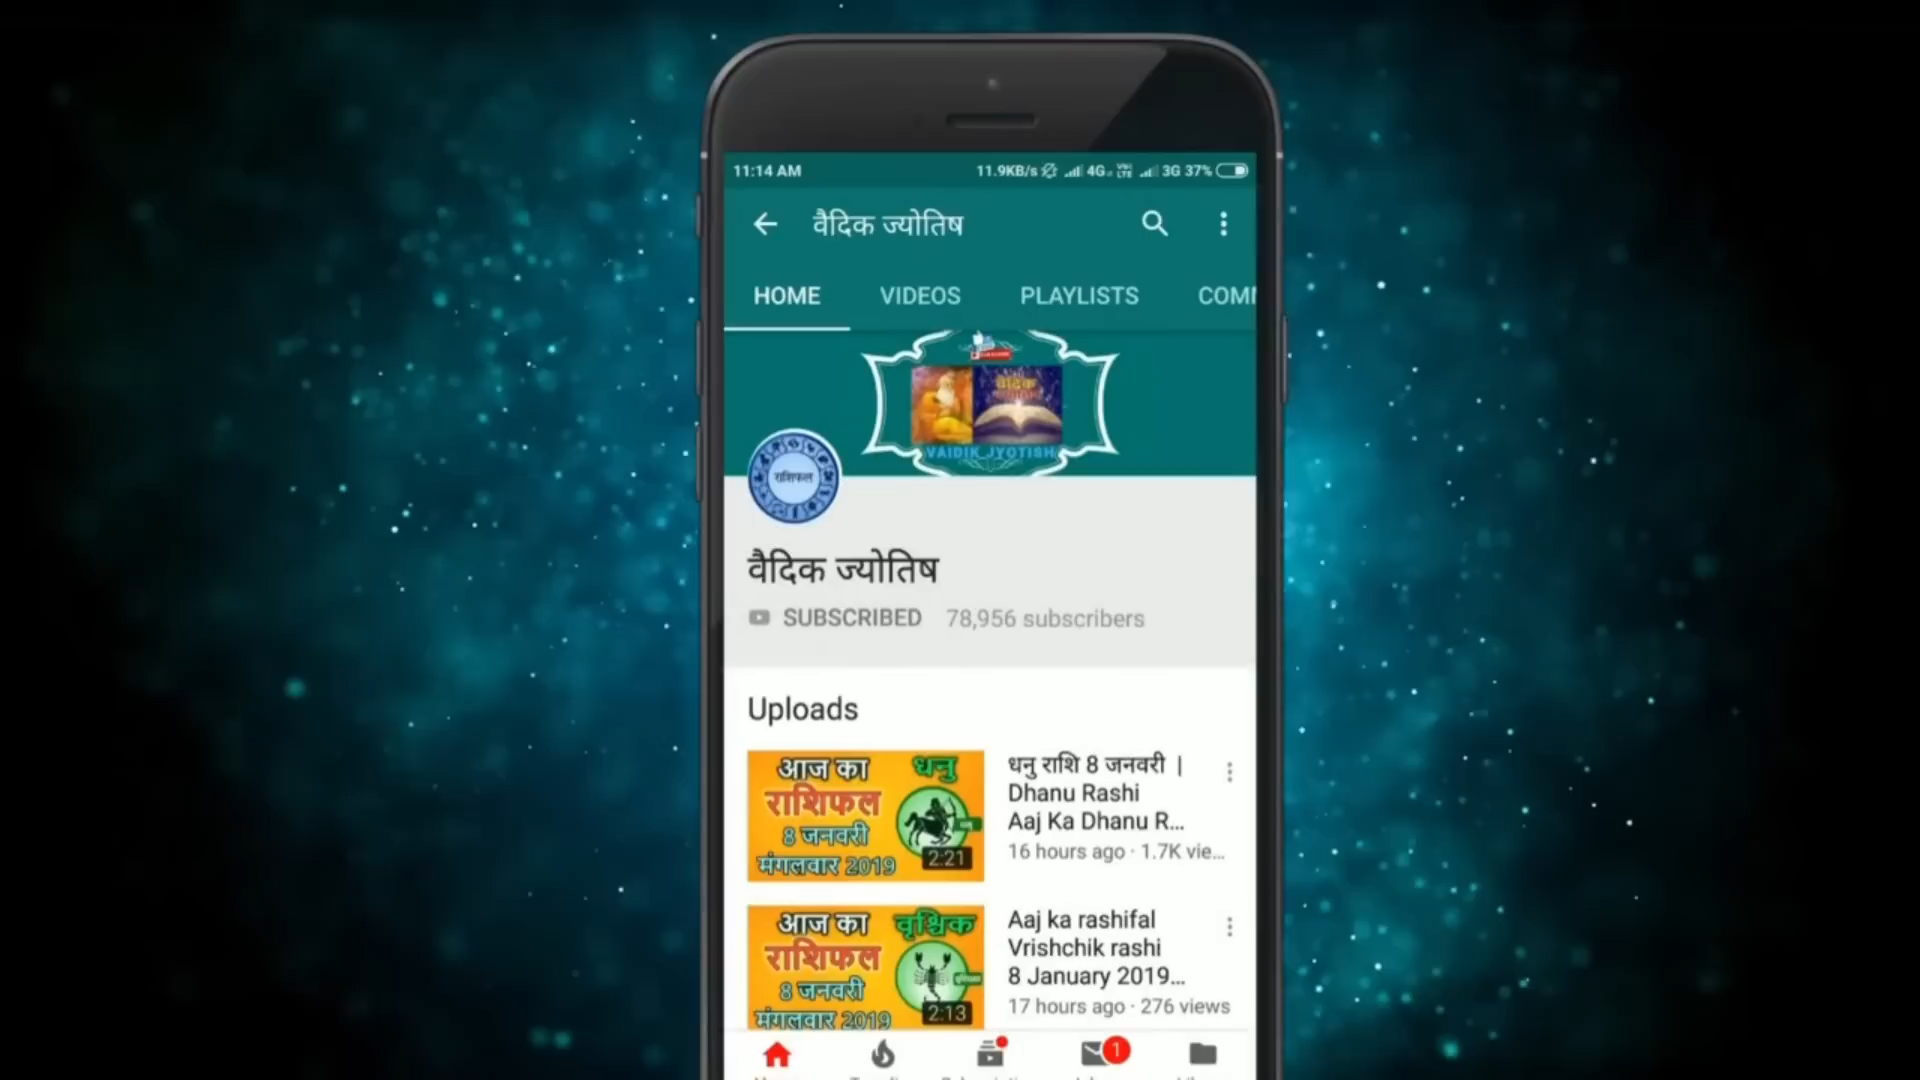 11:14 AM
11.9KB/s 4G VoLTE 3G 37%
वैदिक ज्योतिष
HOME VIDEOS PLAYLISTS COMM
वैदिक
VAIDIK JYOTISH
राशिफल
वैदिक ज्योतिष
SUBSCRIBED 78,956 subscribers
Uploads
आज का धनु
राशिफल
8 जनवरी
मंगलवार 2019
2:21
धनु राशि 8 जनवरी |
Dhanu Rashi
Aaj Ka Dhanu R...
16 hours ago · 1.7K vie...
आज का वृश्चिक
राशिफल
8 जनवरी
मंगलवार 2019
2:13
Aaj ka rashifal
Vrishchik rashi
8 January 2019...
17 hours ago · 276 views
1